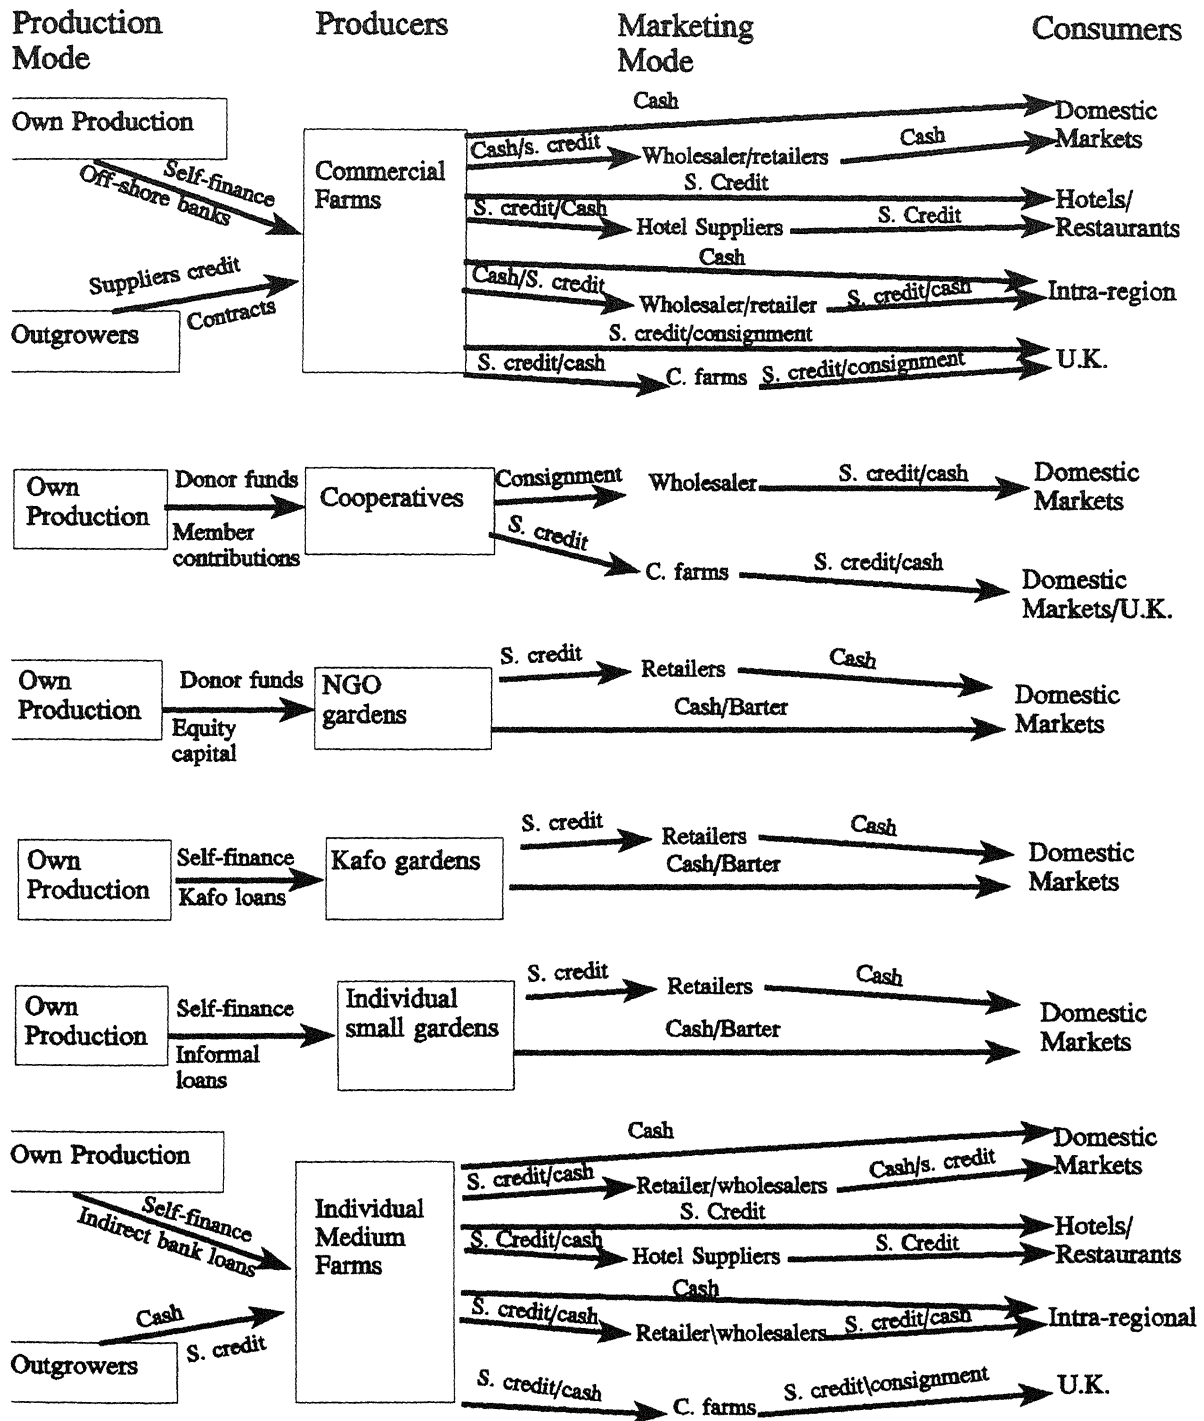 Production
Mode
Producers
Marketing
Mode
Consumers
Own Production
Self-finance
Off-shore banks
Suppliers credit
Contracts
Outgrowers
Commercial
Farms
Cash
Cash/s. credit
Wholesaler/retailers
Cash
Domestic
Markets
S. Credit
S. credit/Cash
Hotel Suppliers
S. Credit
Hotels/
Restaurants
Cash
Cash/S. credit
Wholesaler/retailer
S. credit/cash
Intra-region
S. credit/consignment
S. credit/cash
C. farms
S. credit/consignment
U.K.
Own
Production
Donor funds
Member
contributions
Cooperatives
Consignment
Wholesaler
S. credit/cash
Domestic
Markets
S. credit
C. farms
S. credit/cash
Domestic
Markets/U.K.
Own
Production
Donor funds
Equity
capital
NGO
gardens
S. credit
Retailers
Cash
Cash/Barter
Domestic
Markets
Own
Production
Self-finance
Kafo loans
Kafo gardens
S. credit
Retailers
Cash
Cash/Barter
Domestic
Markets
Own
Production
Self-finance
Informal
loans
Individual
small gardens
S. credit
Retailers
Cash
Cash/Barter
Domestic
Markets
Own Production
Self-finance
Indirect bank loans
Cash
S. credit
Outgrowers
Individual
Medium
Farms
Cash
S. credit/cash
Retailer/wholesalers
Cash/s. credit
Domestic
Markets
S. Credit
S. Credit/cash
Hotel Suppliers
S. Credit
Hotels/
Restaurants
Cash
S. credit/cash
Retailer\wholesalers
S. credit/cash
Intra-regional
S. credit/cash
C. farms
S. credit\consignment
U.K.